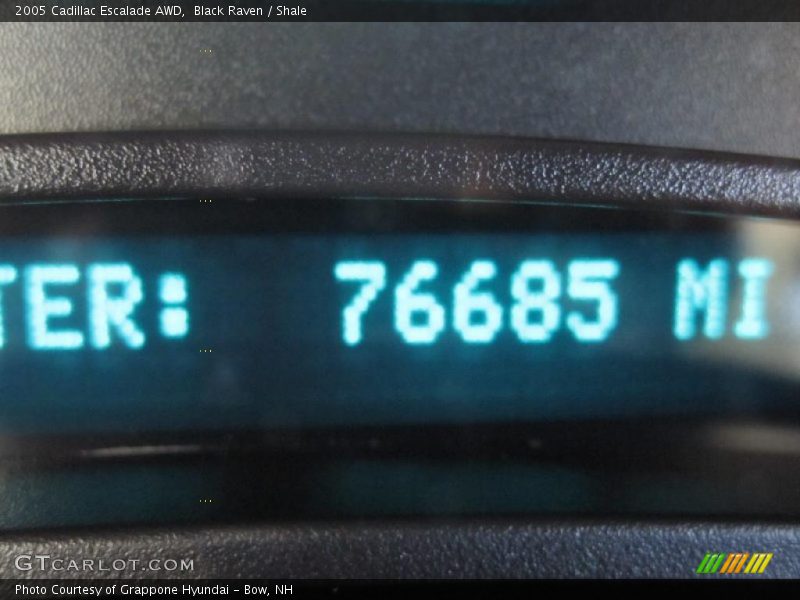 2005 Cadillac Escalade AWD, Black Raven / Shale
TER: 76685 MI
GTCARLOT.COM
Photo Courtesy of Grappone Hyundai - Bow, NH